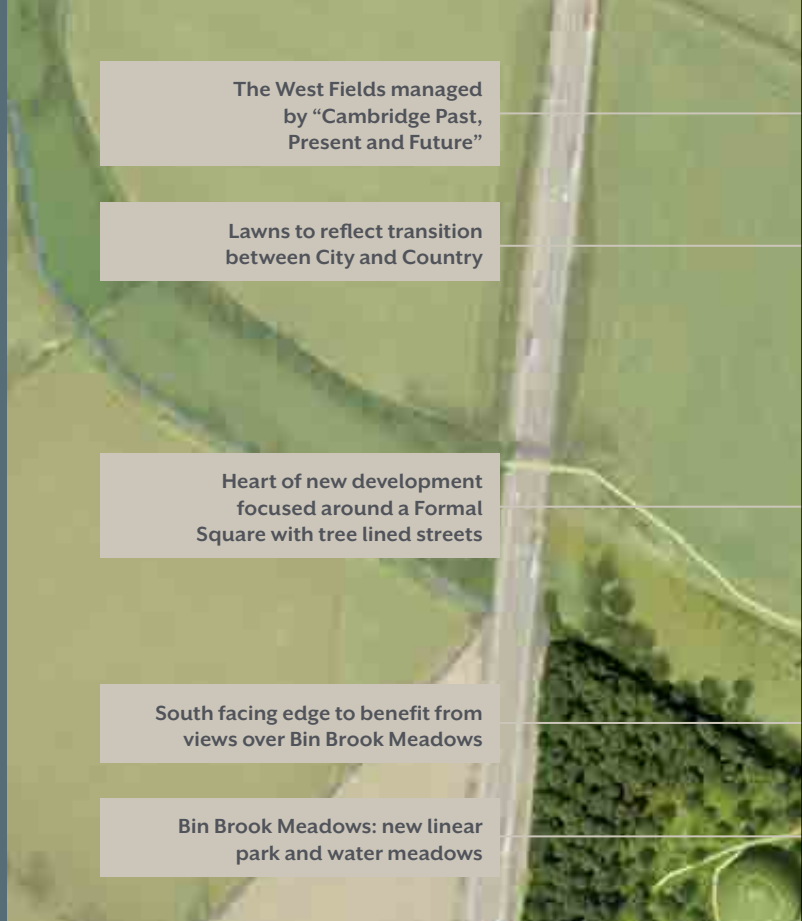 The West Fields managed
by “Cambridge Past,
Present and Future”
Lawns to reflect transition
between City and Country
Heart of new development
focused around a Formal
Square with tree lined streets
South facing edge to benefit from
views over Bin Brook Meadows
Bin Brook Meadows: new linear
park and water meadows